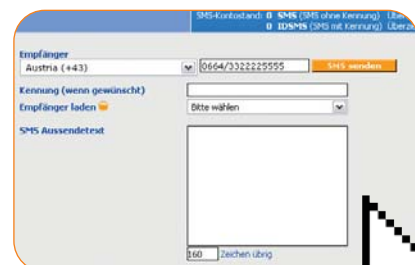 SMS-Kontostand: 0 SMS (SMS ohne Kennung)
0 IDSMS (SMS mit Kennung)
Empfänger
Austria (+43) 0664/3322225555 SMS senden
Kennung (wenn gewünscht)
Empfänger laden Bitte wählen
SMS Aussendetext
160 Zeichen übrig